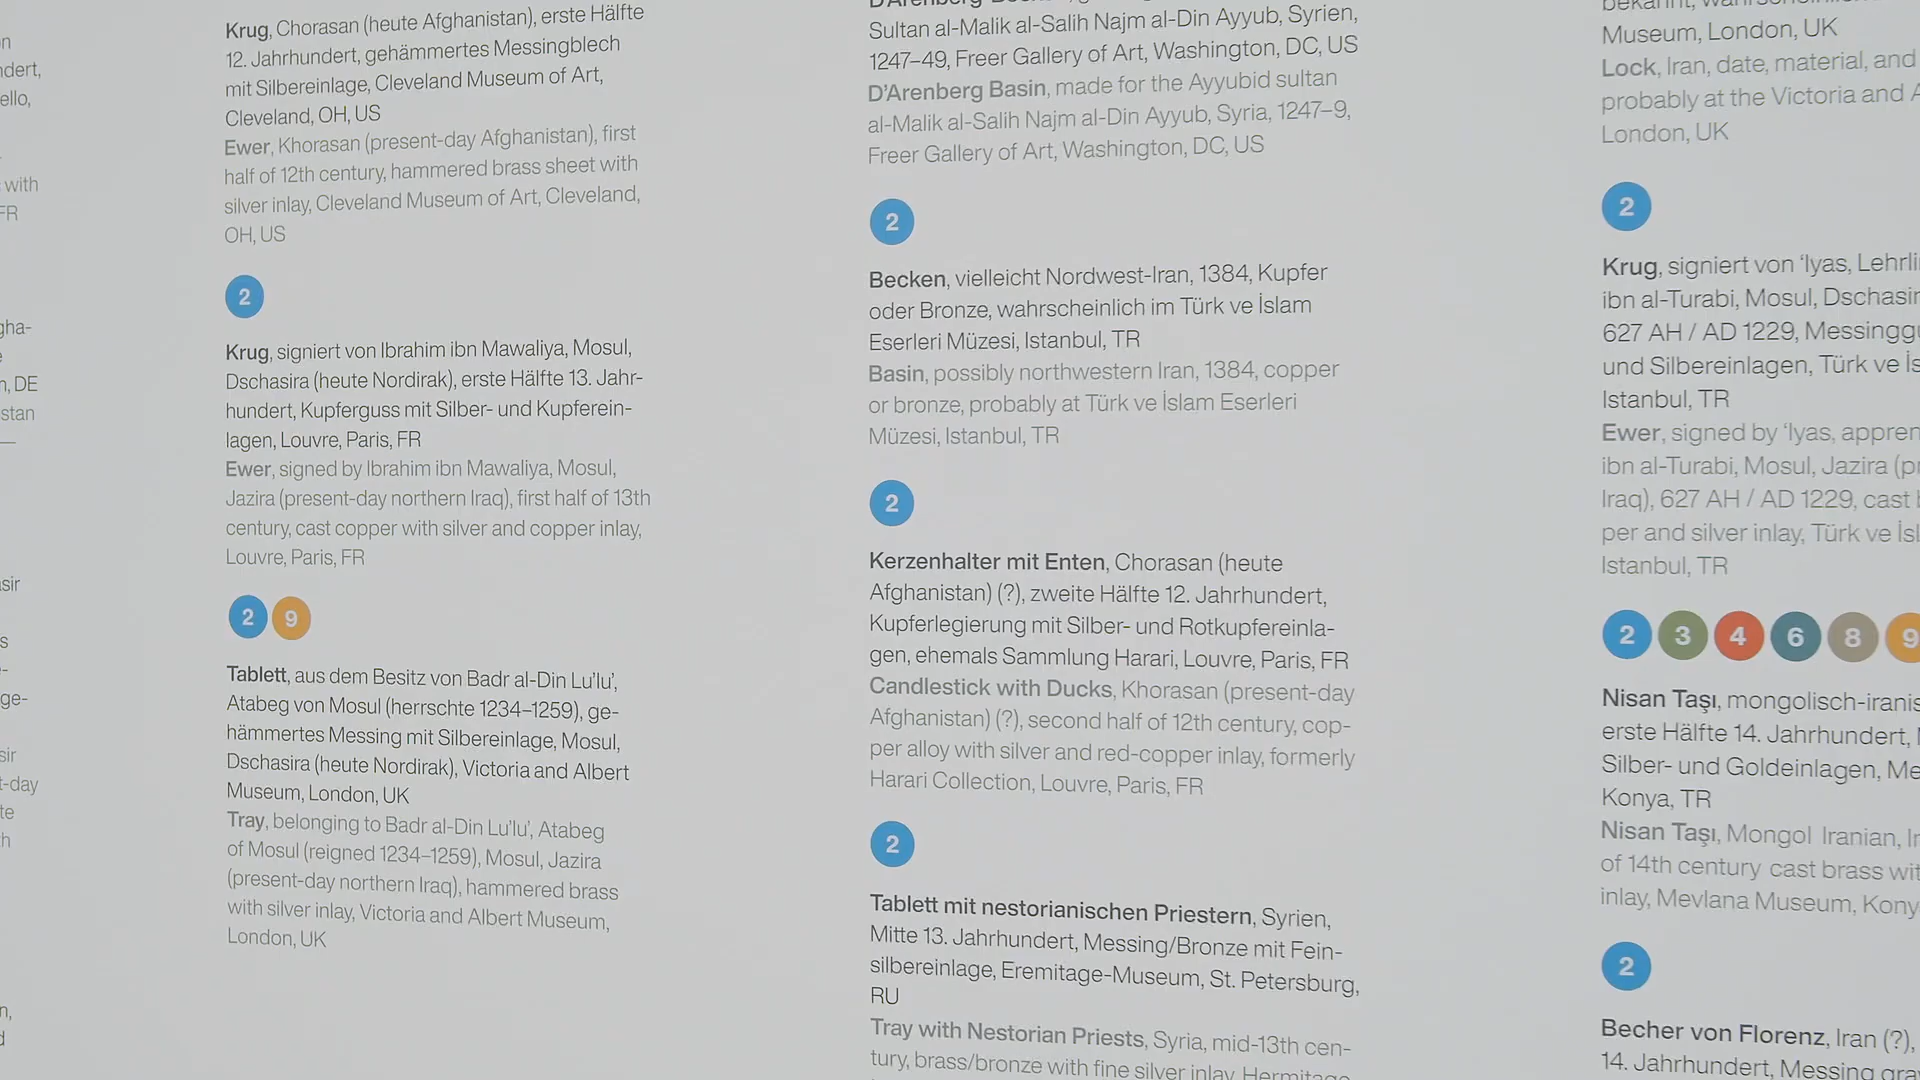 Krug, Chorasan (heute Afghanistan), erste Hälfte
12. Jahrhundert, gehämmertes Messingblech
mit Silbereinlage, Cleveland Museum of Art,
Cleveland, OH, US
Ewer, Khorasan (present-day Afghanistan), first
half of 12th century, hammered brass sheet with
silver inlay, Cleveland Museum of Art, Cleveland,
OH, US
2
Krug, signiert von Ibrahim ibn Mawaliya, Mosul,
Dschasira (heute Nordirak), erste Hälfte 13. Jahr-
hundert, Kupferguss mit Silber- und Kupferein-
lagen, Louvre, Paris, FR
Ewer, signed by Ibrahim ibn Mawaliya, Mosul,
Jazira (present-day northern Iraq), first half of 13th
century, cast copper with silver and copper inlay,
Louvre, Paris, FR
2 9
Tablett, aus dem Besitz von Badr al-Din Lu’lu’,
Atabeg von Mosul (herrschte 1234–1259), ge-
hämmertes Messing mit Silbereinlage, Mosul,
Dschasira (heute Nordirak), Victoria and Albert
Museum, London, UK
Tray, belonging to Badr al-Din Lu’lu’, Atabeg
of Mosul (reigned 1234–1259), Mosul, Jazira
(present-day northern Iraq), hammered brass
with silver inlay, Victoria and Albert Museum,
London, UK
Sultan al-Malik al-Salih Najm al-Din Ayyub, Syrien,
1247–49, Freer Gallery of Art, Washington, DC, US
D’Arenberg Basin, made for the Ayyubid sultan
al-Malik al-Salih Najm al-Din Ayyub, Syria, 1247–9,
Freer Gallery of Art, Washington, DC, US
2
Becken, vielleicht Nordwest-Iran, 1384, Kupfer
oder Bronze, wahrscheinlich im Türk ve İslam
Eserleri Müzesi, Istanbul, TR
Basin, possibly northwestern Iran, 1384, copper
or bronze, probably at Türk ve İslam Eserleri
Müzesi, Istanbul, TR
2
Kerzenhalter mit Enten, Chorasan (heute
Afghanistan) (?), zweite Hälfte 12. Jahrhundert,
Kupferlegierung mit Silber- und Rotkupfereinla-
gen, ehemals Sammlung Harari, Louvre, Paris, FR
Candlestick with Ducks, Khorasan (present-day
Afghanistan) (?), second half of 12th century, cop-
per alloy with silver and red-copper inlay, formerly
Harari Collection, Louvre, Paris, FR
2
Tablett mit nestorianischen Priestern, Syrien,
Mitte 13. Jahrhundert, Messing/Bronze mit Fein-
silbereinlage, Eremitage-Museum, St. Petersburg,
RU
Tray with Nestorian Priests, Syria, mid-13th cen-
tury, brass/bronze with fine silver inlay, Hermitage
Museum, London, UK
Lock, Iran, date, material, and
probably at the Victoria and
London, UK
2
Krug, signiert von ‘Iyas,
ibn al-Turabi, Mosul,
627 AH / AD 1229,
und Silbereinlagen, Türk ve
Istanbul, TR
Ewer, signed by ‘Iyas,
ibn al-Turabi, Mosul, Jazira
Iraq), 627 AH / AD 1229, cast
per and silver inlay, Türk ve
Istanbul, TR
2 3 4 6 8 9
Nisan Taşı,
erste Hälfte 14. Jahrhundert,
Silber- und Goldeinlagen,
Konya, TR
Nisan Taşı, Mongol Iranian,
of 14th century cast brass
inlay, Mevlana Museum,
2
Becher von Florenz, Iran (?),
14. Jahrhundert, Messing